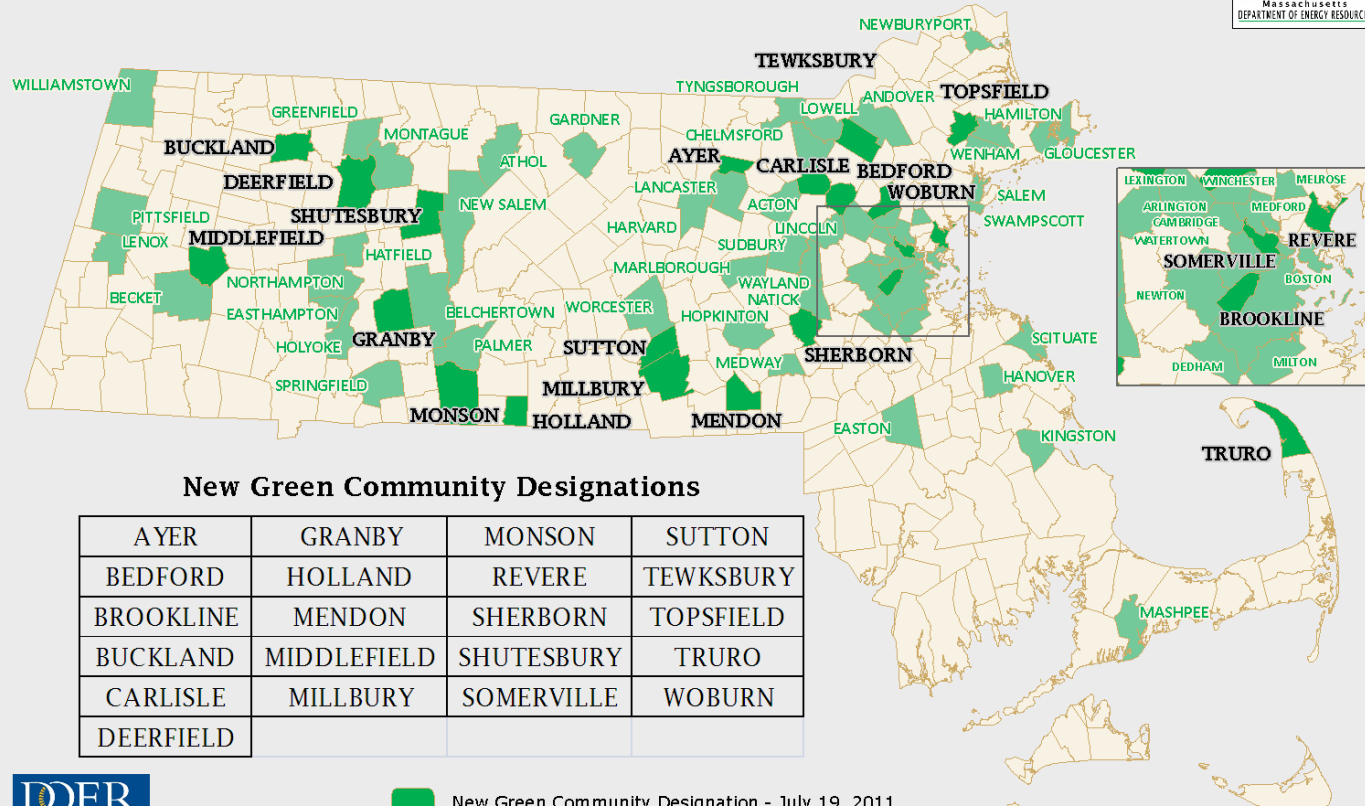 Massachusetts
DEPARTMENT OF ENERGY RESOURC
NEWBURYPORT
TEWKSBURY
WILLIAMSTOWN
TYNGSBOROUGH
ANDOVER
TOPSFIELD
GREENFIELD
LOWELL
HAMILTON
GARDNER
MONTAGUE
CHELMSFORD
BUCKLAND
AYER
CARLISLE
BEDFORD
WENHAM
GLOUCESTER
ATHOL
DEERFIELD
LANCASTER
WOBURN
SALEM
NEW SALEM
ACTON
SHUTESBURY
PITTSFIELD
SWAMPSCOTT
HARVARD
LINCOLN
LENOX
MIDDLEFIELD
SUDBURY
HATFIELD
MARLBOROUGH
NORTHAMPTON
WAYLAND
BECKET
NATICK
EASTHAMPTON
BELCHERTOWN
WORCESTER
HOPKINTON
GRANBY
SCITUATE
HOLYOKE
PALMER
SUTTON
SHERBORN
MEDWAY
HANOVER
SPRINGFIELD
MILLBURY
MONSON
HOLLAND
MENDON
EASTON
KINGSTON
TRURO
MASHPEE
LEXINGTON
WINCHESTER
MELROSE
ARLINGTON
MEDFORD
CAMBRIDGE
WATERTOWN
REVERE
SOMERVILLE
BOSTON
NEWTON
BROOKLINE
DEDHAM
MILTON
New Green Community Designations
AYER GRANBY MONSON SUTTON
BEDFORD HOLLAND REVERE TEWKSBURY
BROOKLINE MENDON SHERBORN TOPSFIELD
BUCKLAND MIDDLEFIELD SHUTESBURY TRURO
CARLISLE MILLBURY SOMERVILLE WOBURN
DEERFIELD
DOER
New Green Community Designation - July 19, 2011